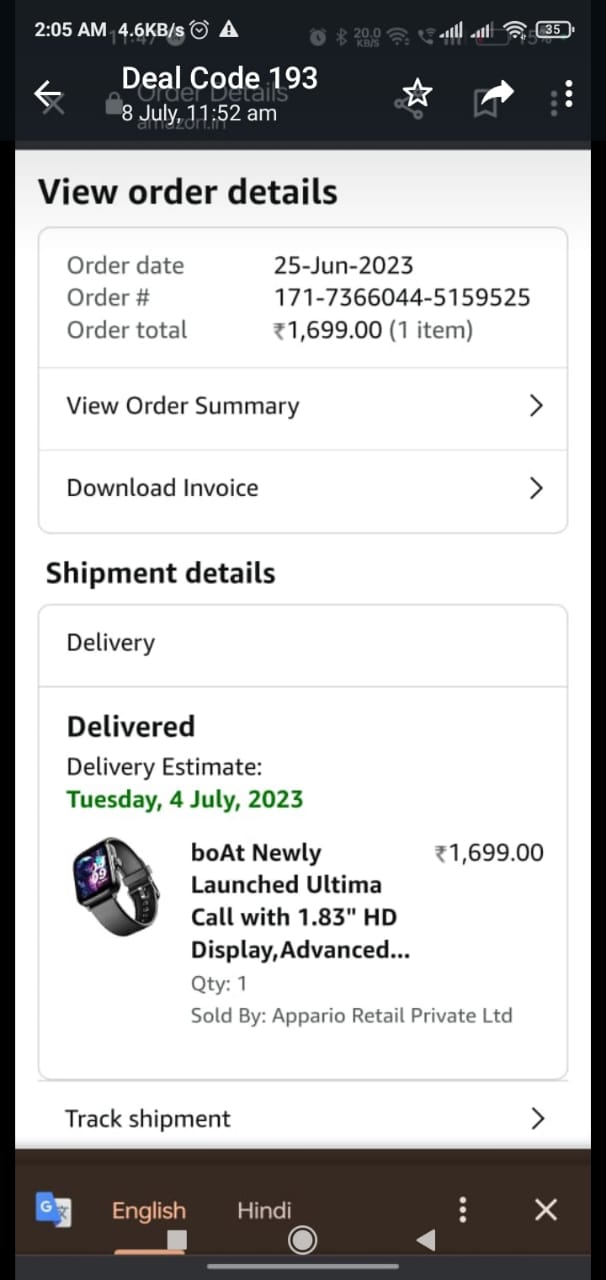 2:05 AM 4.6KB/s 35
11:47 20.0 KB/S
Deal Code 193
Order Details
8 July, 11:52 am
amazon.in
View order details
Order date 25-Jun-2023
Order # 171-7366044-5159525
Order total ₹1,699.00 (1 item)
View Order Summary
Download Invoice
Shipment details
Delivery
Delivered
Delivery Estimate:
Tuesday, 4 July, 2023
boAt Newly ₹1,699.00
Launched Ultima
Call with 1.83" HD
Display,Advanced...
Qty: 1
Sold By: Appario Retail Private Ltd
Track shipment
English Hindi